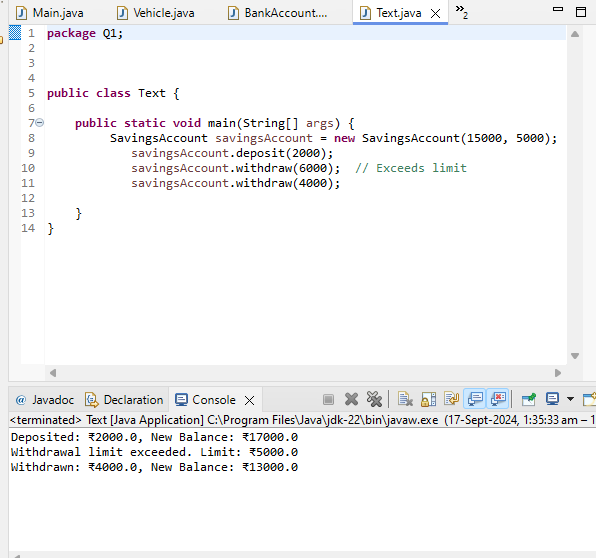 Main.java Vehicle.java BankAccount.... Text.java 2
1 package Q1;
2
3
4
5 public class Text {
6
7 public static void main(String[] args) {
8 SavingsAccount savingsAccount = new SavingsAccount(15000, 5000);
9 savingsAccount.deposit(2000);
10 savingsAccount.withdraw(6000); // Exceeds limit
11 savingsAccount.withdraw(4000);
12
13 }
14 }
@ Javadoc Declaration Console
<terminated> Text [Java Application] C:\Program Files\Java\jdk-22\bin\javaw.exe (17-Sept-2024, 1:35:33 am – 1
Deposited: ₹2000.0, New Balance: ₹17000.0
Withdrawal limit exceeded. Limit: ₹5000.0
Withdrawn: ₹4000.0, New Balance: ₹13000.0